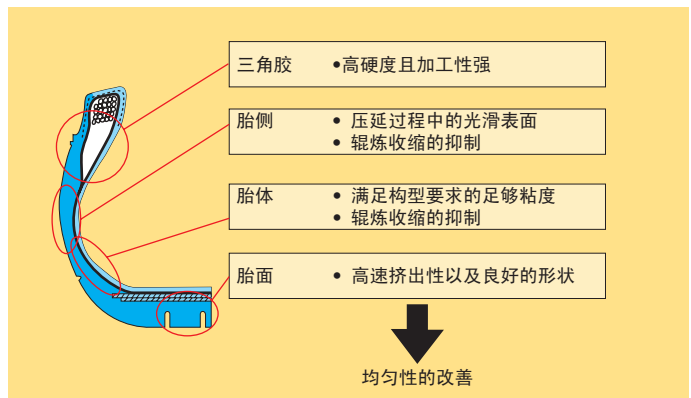 三角胶 •高硬度且加工性强
胎侧 • 压延过程中的光滑表面
• 辊炼收缩的抑制
胎体 • 满足构型要求的足够粘度
• 辊炼收缩的抑制
胎面 • 高速挤出性以及良好的形状
均匀性的改善